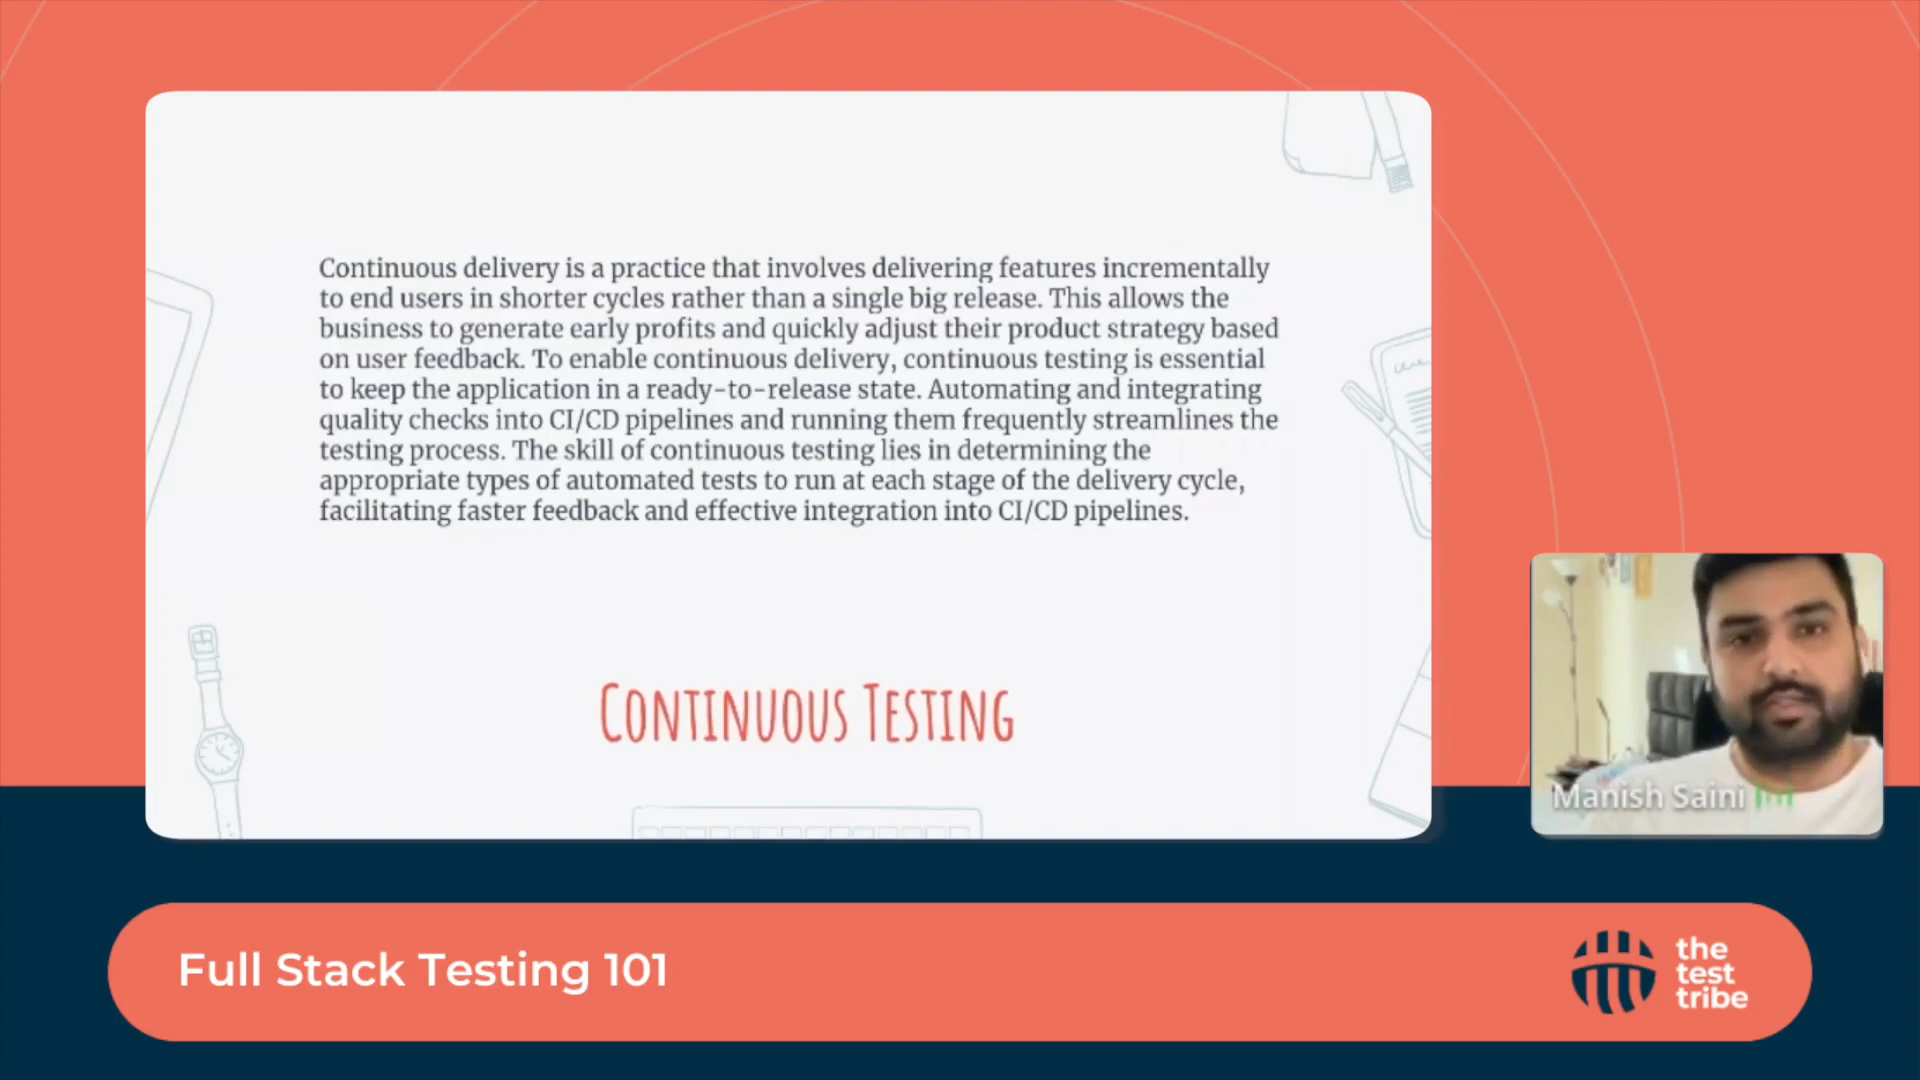 Continuous delivery is a practice that involves delivering features incrementally
to end users in shorter cycles rather than a single big release. This allows the
business to generate early profits and quickly adjust their product strategy based
on user feedback. To enable continuous delivery, continuous testing is essential
to keep the application in a ready-to-release state. Automating and integrating
quality checks into CI/CD pipelines and running them frequently streamlines the
testing process. The skill of continuous testing lies in determining the
appropriate types of automated tests to run at each stage of the delivery cycle,
facilitating faster feedback and effective integration into CI/CD pipelines.
CONTINUOUS TESTING
Manish Saini
Full Stack Testing 101
the
test
tribe